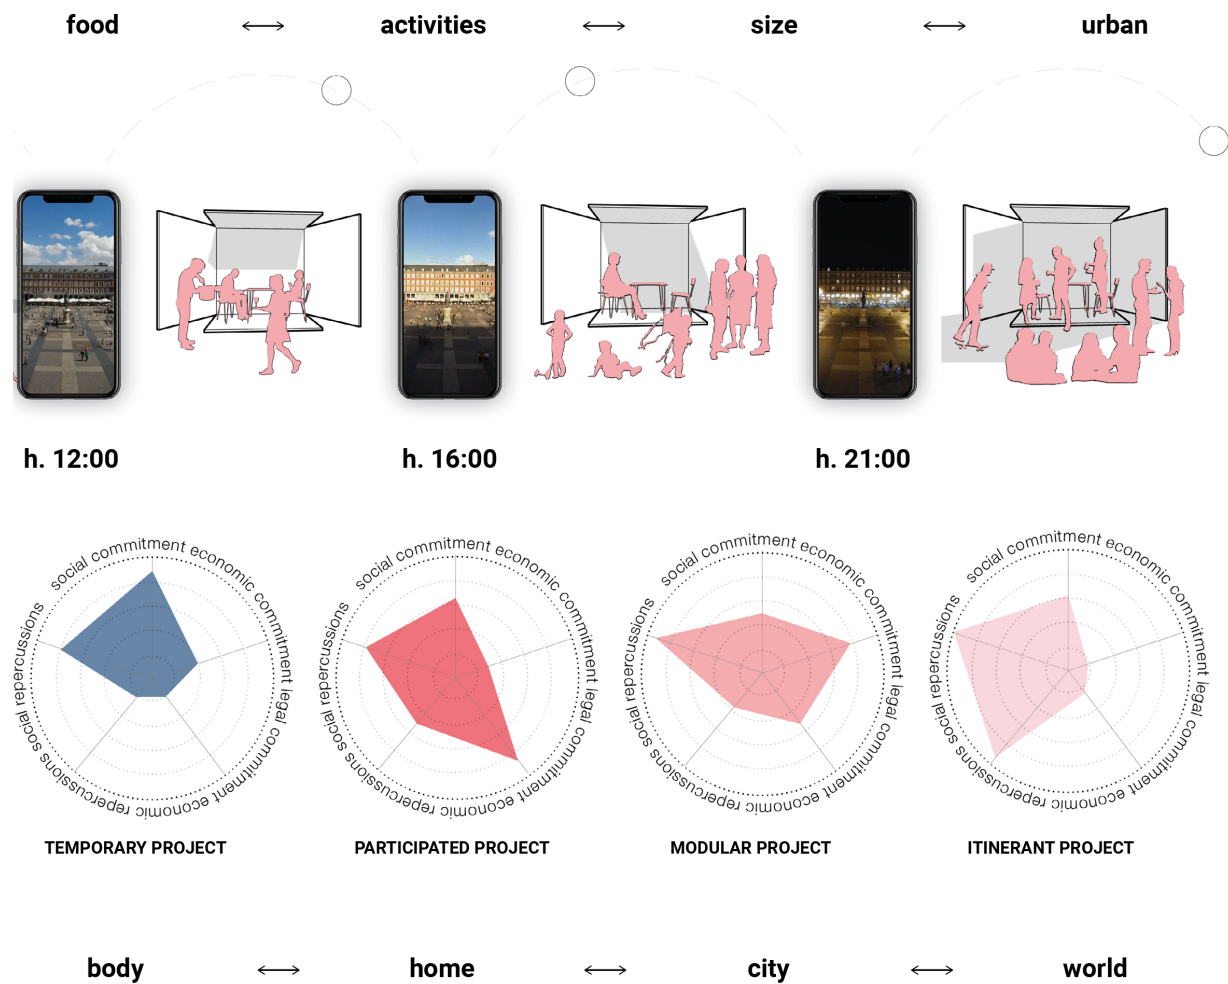 food ⟷ activities ⟷ size ⟷ urban
h. 12:00 h. 16:00 h. 21:00
social commitment economic commitment legal commitment economic repercussions social repercussions
social commitment economic commitment legal commitment economic repercussions social repercussions
social commitment economic commitment legal commitment economic repercussions social repercussions
social commitment economic commitment legal commitment economic repercussions social repercussions
TEMPORARY PROJECT PARTICIPATED PROJECT MODULAR PROJECT ITINERANT PROJECT
body ⟷ home ⟷ city ⟷ world